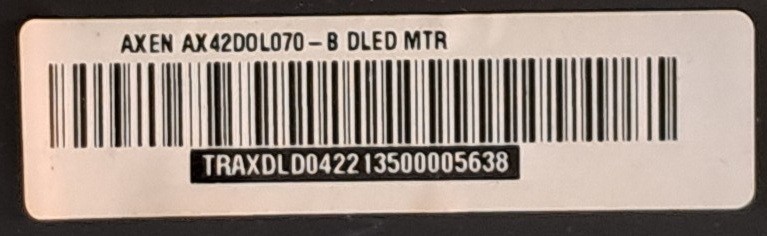 AXEN AX42DOL070-B DLED MTR
TRAXDLD042213500005638